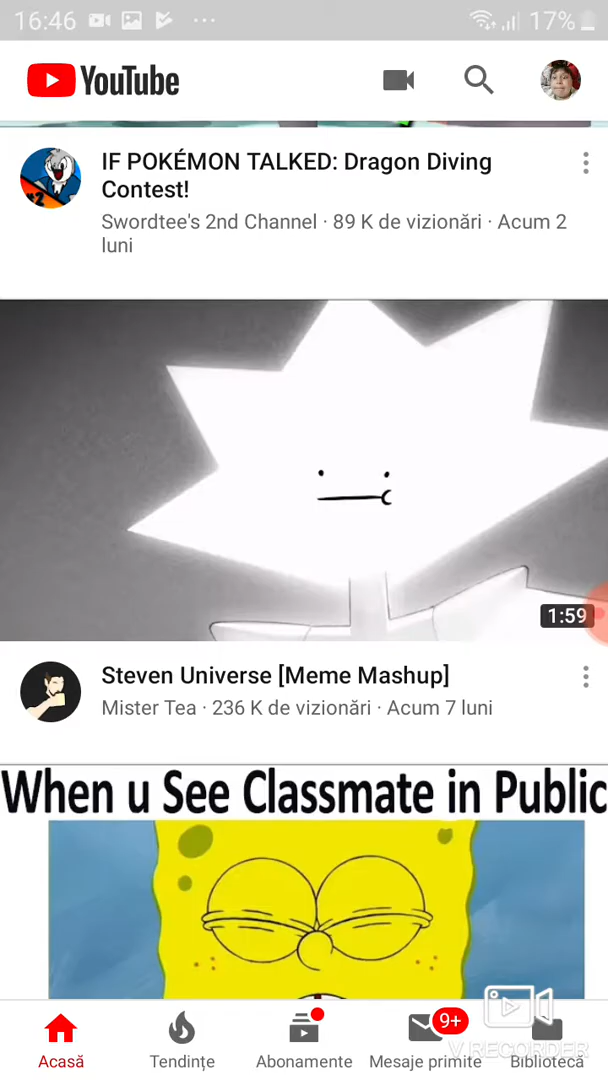 16:46 17%
YouTube
IF POKÉMON TALKED: Dragon Diving
Contest!
Swordtee's 2nd Channel · 89 K de vizionări · Acum 2
luni
#2
1:59
Steven Universe [Meme Mashup]
Mister Tea · 236 K de vizionări · Acum 7 luni
When u See Classmate in Public
9+
V RECORDER
Acasă Tendințe Abonamente Mesaje primite Bibliotecă